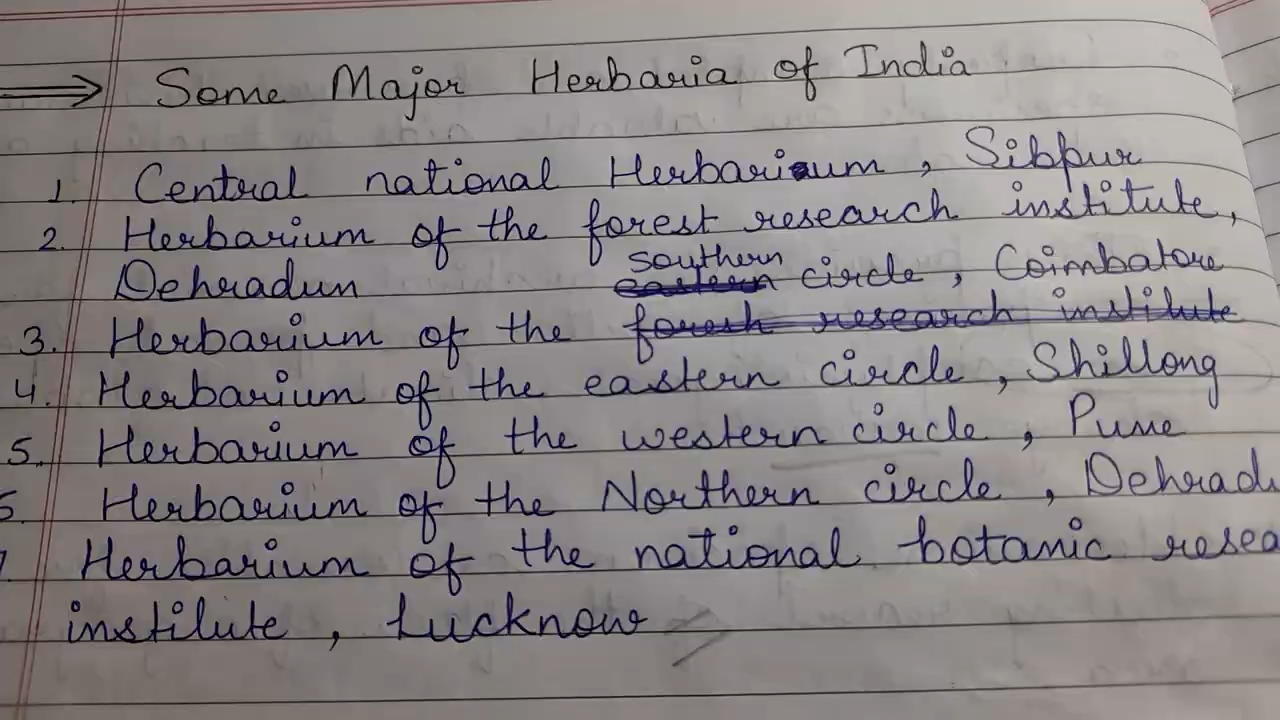 ⇒ Some Major Herbaria of India
1. Central national Herbarium, Sibpur
2. Herbarium of the forest research institute,
Dehradun
southern circle, Coimbatore
3. Herbarium of the forest research institute
4. Herbarium of the eastern circle, Shillong
5. Herbarium of the western circle, Pune
6. Herbarium of the Northern circle, Dehradu
7 Herbarium of the national botanic resea
instilute, Lucknow